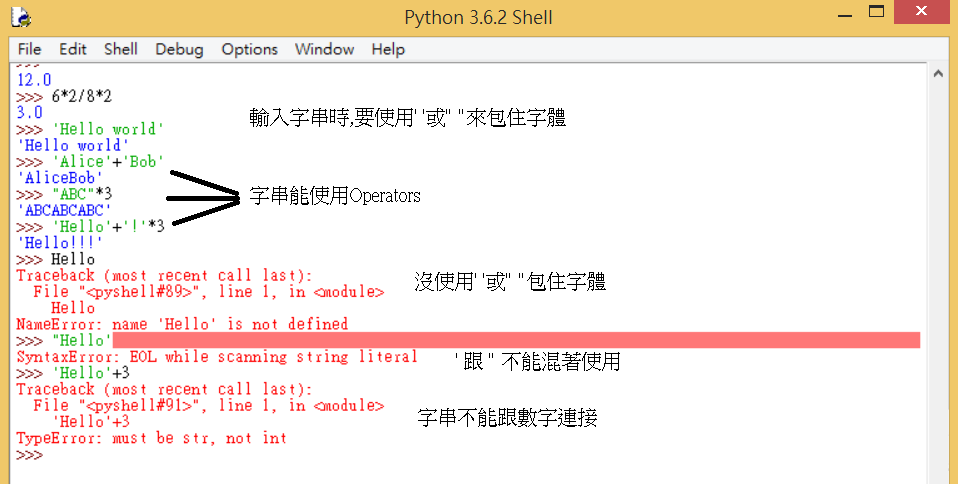 Python 3.6.2 Shell
File Edit Shell Debug Options Window Help
12.0
>>> 6*2/8*2
3.0
輸入字串時,要使用' '或" "來包住字體
>>> 'Hello world'
'Hello world'
>>> 'Alice'+'Bob'
'AliceBob'
>>> "ABC"*3
字串能使用Operators
'ABCABCABC'
>>> 'Hello'+'!'*3
'Hello!!!'
>>> Hello
Traceback (most recent call last):
沒使用' '或" "包住字體
File "<pyshell#89>", line 1, in <module>
Hello
NameError: name 'Hello' is not defined
>>> "Hello'
SyntaxError: EOL while scanning string literal
' 跟 " 不能混著使用
>>> 'Hello'+3
Traceback (most recent call last):
File "<pyshell#91>", line 1, in <module>
字串不能跟數字連接
'Hello'+3
TypeError: must be str, not int
>>>